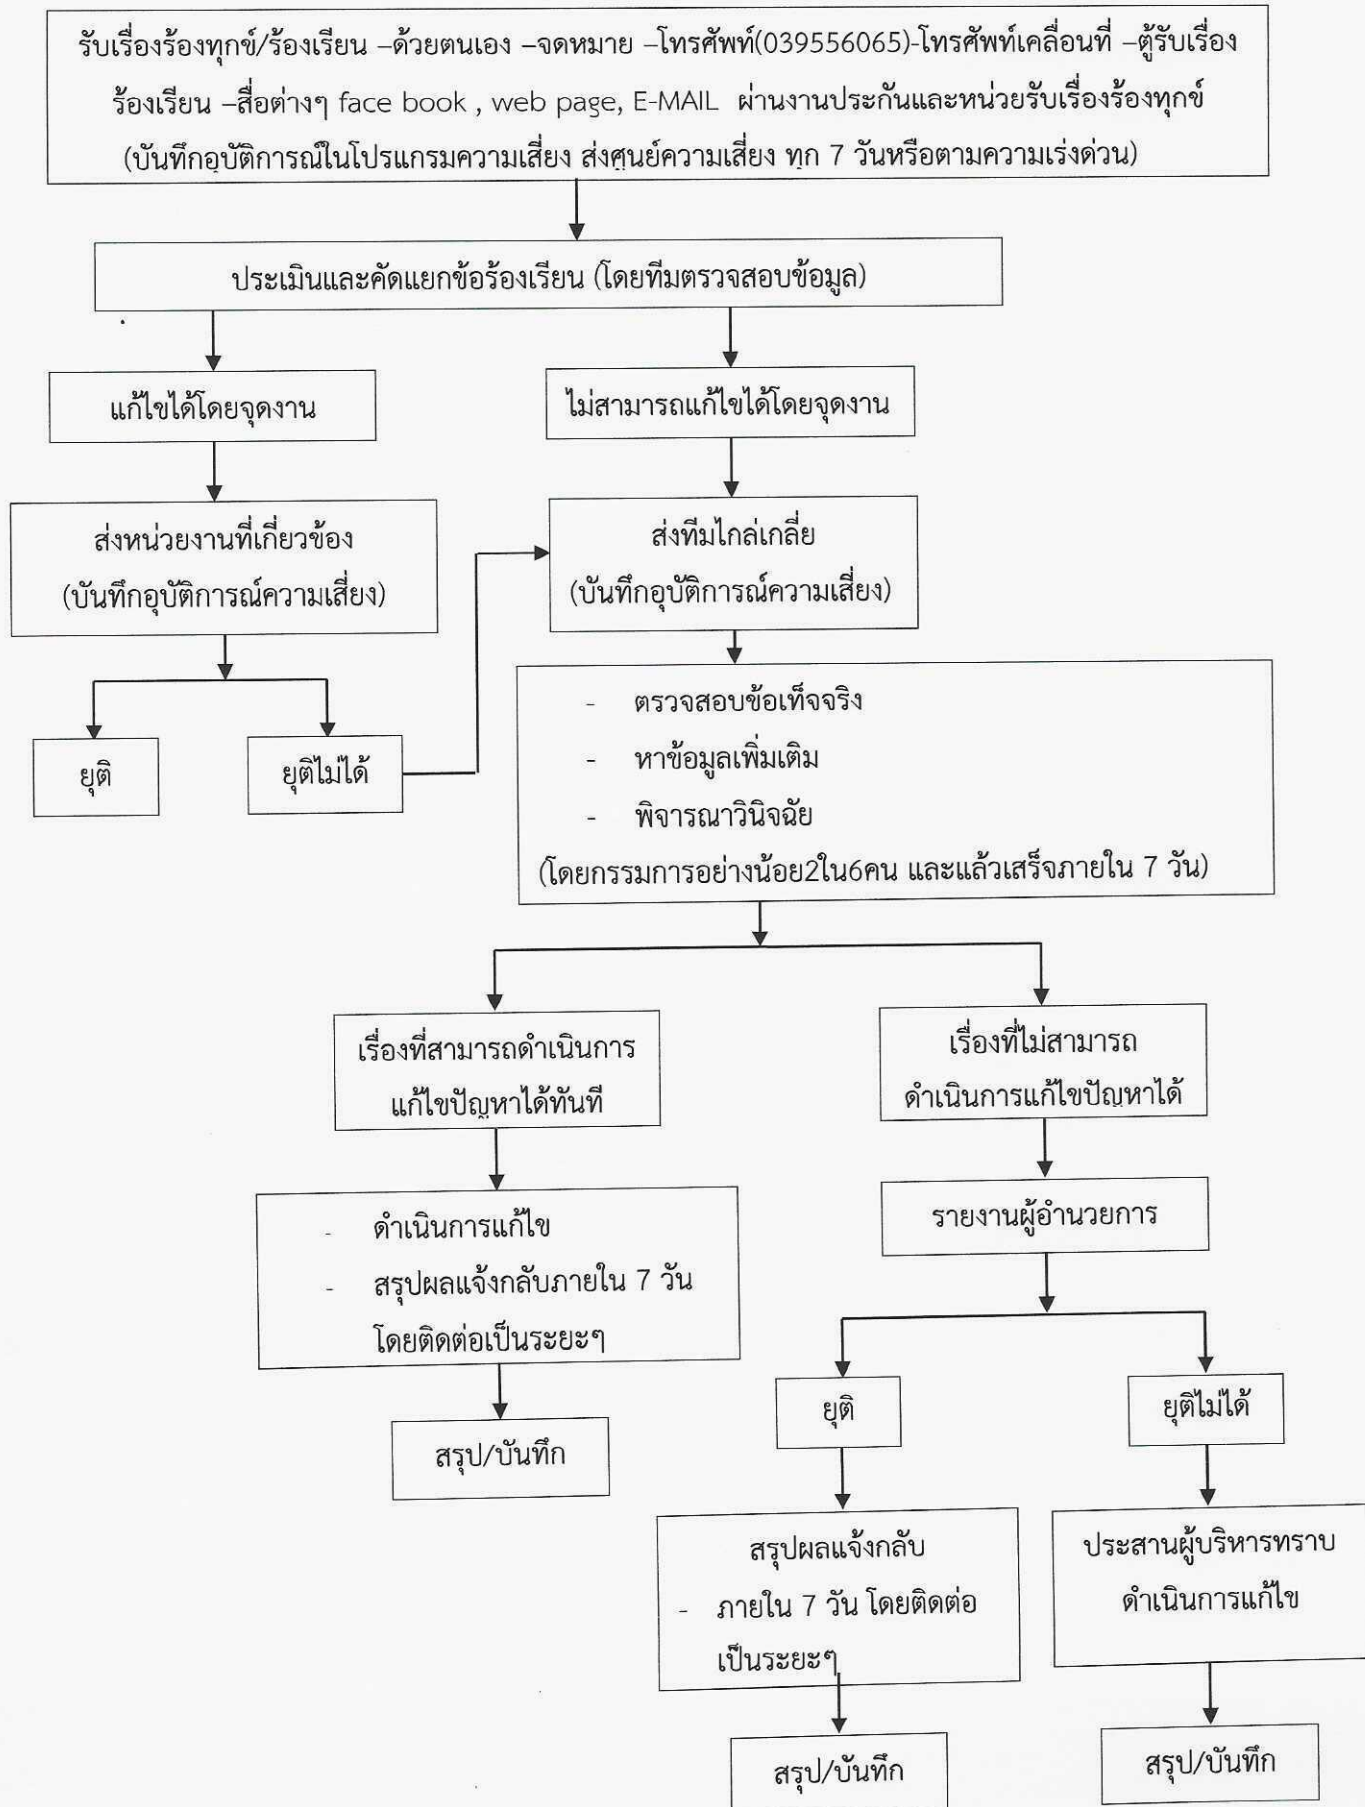 รับเรื่องร้องทุกข์/ร้องเรียน –ด้วยตนเอง –จดหมาย –โทรศัพท์(039556065)-โทรศัพท์เคลื่อนที่ –ตู้รับเรื่อง
ร้องเรียน –สื่อต่างๆ face book , web page, E-MAIL ผ่านงานประกันและหน่วยรับเรื่องร้องทุกข์
(บันทึกอุบัติการณ์ในโปรแกรมความเสี่ยง ส่งศูนย์ความเสี่ยง ทุก 7 วันหรือตามความเร่งด่วน)
ประเมินและคัดแยกข้อร้องเรียน (โดยทีมตรวจสอบข้อมูล)
แก้ไขได้โดยจุดงาน
ไม่สามารถแก้ไขได้โดยจุดงาน
ส่งหน่วยงานที่เกี่ยวข้อง
(บันทึกอุบัติการณ์ความเสี่ยง)
ส่งทีมไกล่เกลี่ย
(บันทึกอุบัติการณ์ความเสี่ยง)
ยุติ
ยุติไม่ได้
- ตรวจสอบข้อเท็จจริง
- หาข้อมูลเพิ่มเติม
- พิจารณาวินิจฉัย
(โดยกรรมการอย่างน้อย2ใน6คน และแล้วเสร็จภายใน 7 วัน)
เรื่องที่สามารถดำเนินการ
แก้ไขปัญหาได้ทันที
เรื่องที่ไม่สามารถ
ดำเนินการแก้ไขปัญหาได้
- ดำเนินการแก้ไข
- สรุปผลแจ้งกลับภายใน 7 วัน
โดยติดต่อเป็นระยะๆ
รายงานผู้อำนวยการ
สรุป/บันทึก
ยุติ
ยุติไม่ได้
สรุปผลแจ้งกลับ
- ภายใน 7 วัน โดยติดต่อ
เป็นระยะๆ
ประสานผู้บริหารทราบ
ดำเนินการแก้ไข
สรุป/บันทึก
สรุป/บันทึก